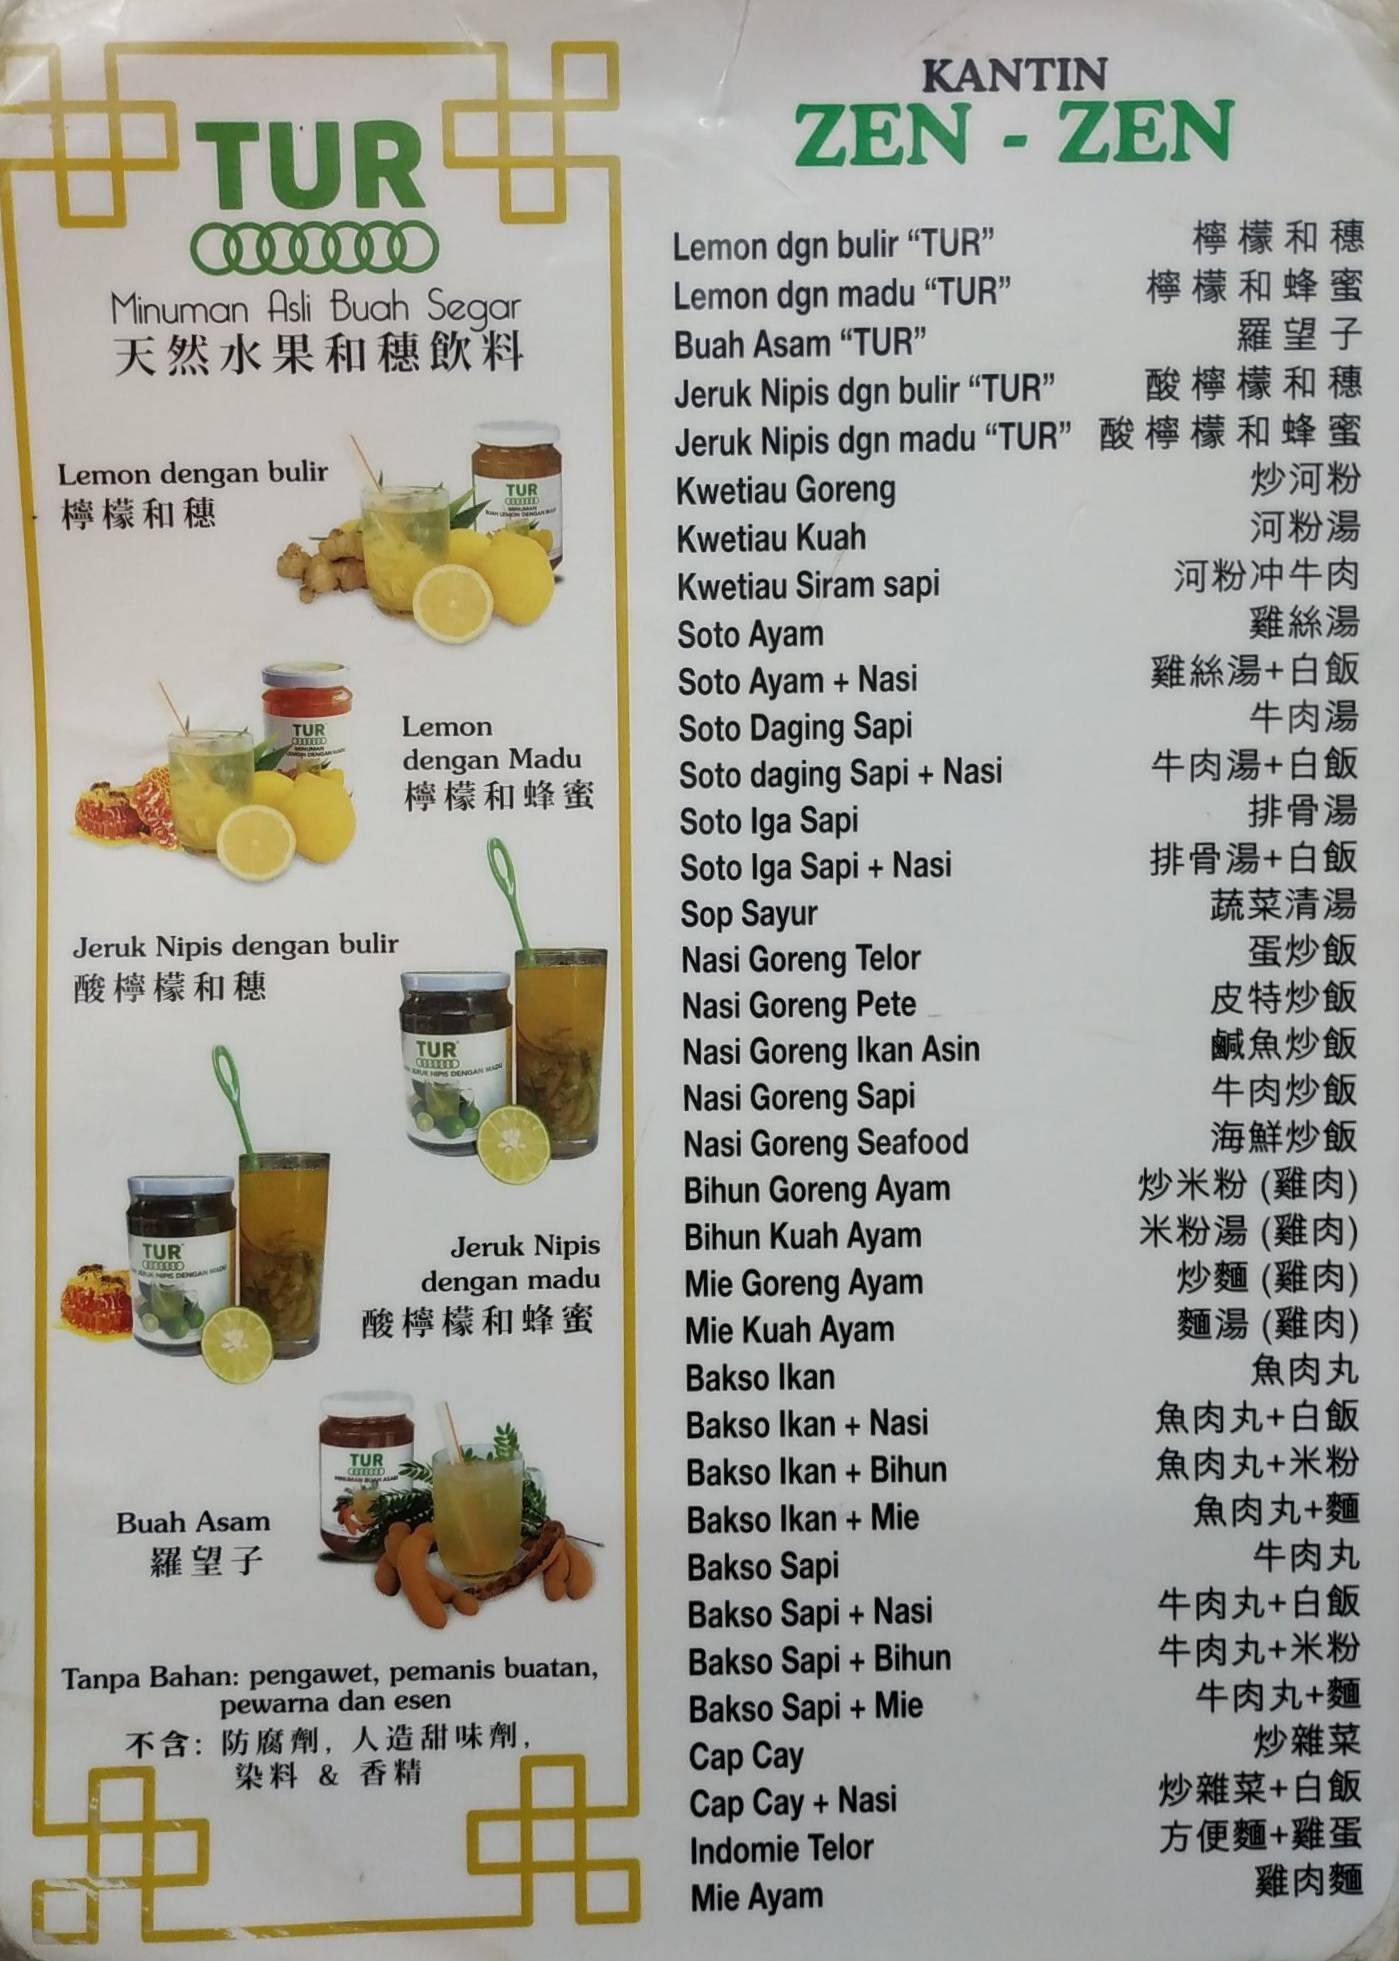 TUR
Minuman Asli Buah Segar
天然水果和穗飲料
Lemon dengan bulir
檸檬和穗
Lemon
dengan Madu
檸檬和蜂蜜
Jeruk Nipis dengan bulir
酸檸檬和穗
Jeruk Nipis
dengan madu
酸檸檬和蜂蜜
Buah Asam
羅望子
Tanpa Bahan: pengawet, pemanis buatan,
pewarna dan esen
不含: 防腐劑, 人造甜味劑,
染料 & 香精
TUR
TUR
TUR
TUR
TUR
KANTIN
ZEN - ZEN
Lemon dgn bulir “TUR” 檸檬和穗
Lemon dgn madu “TUR” 檸檬和蜂蜜
Buah Asam “TUR” 羅望子
Jeruk Nipis dgn bulir “TUR” 酸檸檬和穗
Jeruk Nipis dgn madu “TUR” 酸檸檬和蜂蜜
Kwetiau Goreng 炒河粉
Kwetiau Kuah 河粉湯
Kwetiau Siram sapi 河粉冲牛肉
Soto Ayam 雞絲湯
Soto Ayam + Nasi 雞絲湯+白飯
Soto Daging Sapi 牛肉湯
Soto daging Sapi + Nasi 牛肉湯+白飯
Soto Iga Sapi 排骨湯
Soto Iga Sapi + Nasi 排骨湯+白飯
Sop Sayur 蔬菜清湯
Nasi Goreng Telor 蛋炒飯
Nasi Goreng Pete 皮特炒飯
Nasi Goreng Ikan Asin 鹹魚炒飯
Nasi Goreng Sapi 牛肉炒飯
Nasi Goreng Seafood 海鮮炒飯
Bihun Goreng Ayam 炒米粉 (雞肉)
Bihun Kuah Ayam 米粉湯 (雞肉)
Mie Goreng Ayam 炒麵 (雞肉)
Mie Kuah Ayam 麵湯 (雞肉)
Bakso Ikan 魚肉丸
Bakso Ikan + Nasi 魚肉丸+白飯
Bakso Ikan + Bihun 魚肉丸+米粉
Bakso Ikan + Mie 魚肉丸+麵
Bakso Sapi 牛肉丸
Bakso Sapi + Nasi 牛肉丸+白飯
Bakso Sapi + Bihun 牛肉丸+米粉
Bakso Sapi + Mie 牛肉丸+麵
Cap Cay 炒雜菜
Cap Cay + Nasi 炒雜菜+白飯
Indomie Telor 方便麵+雞蛋
Mie Ayam 雞肉麵